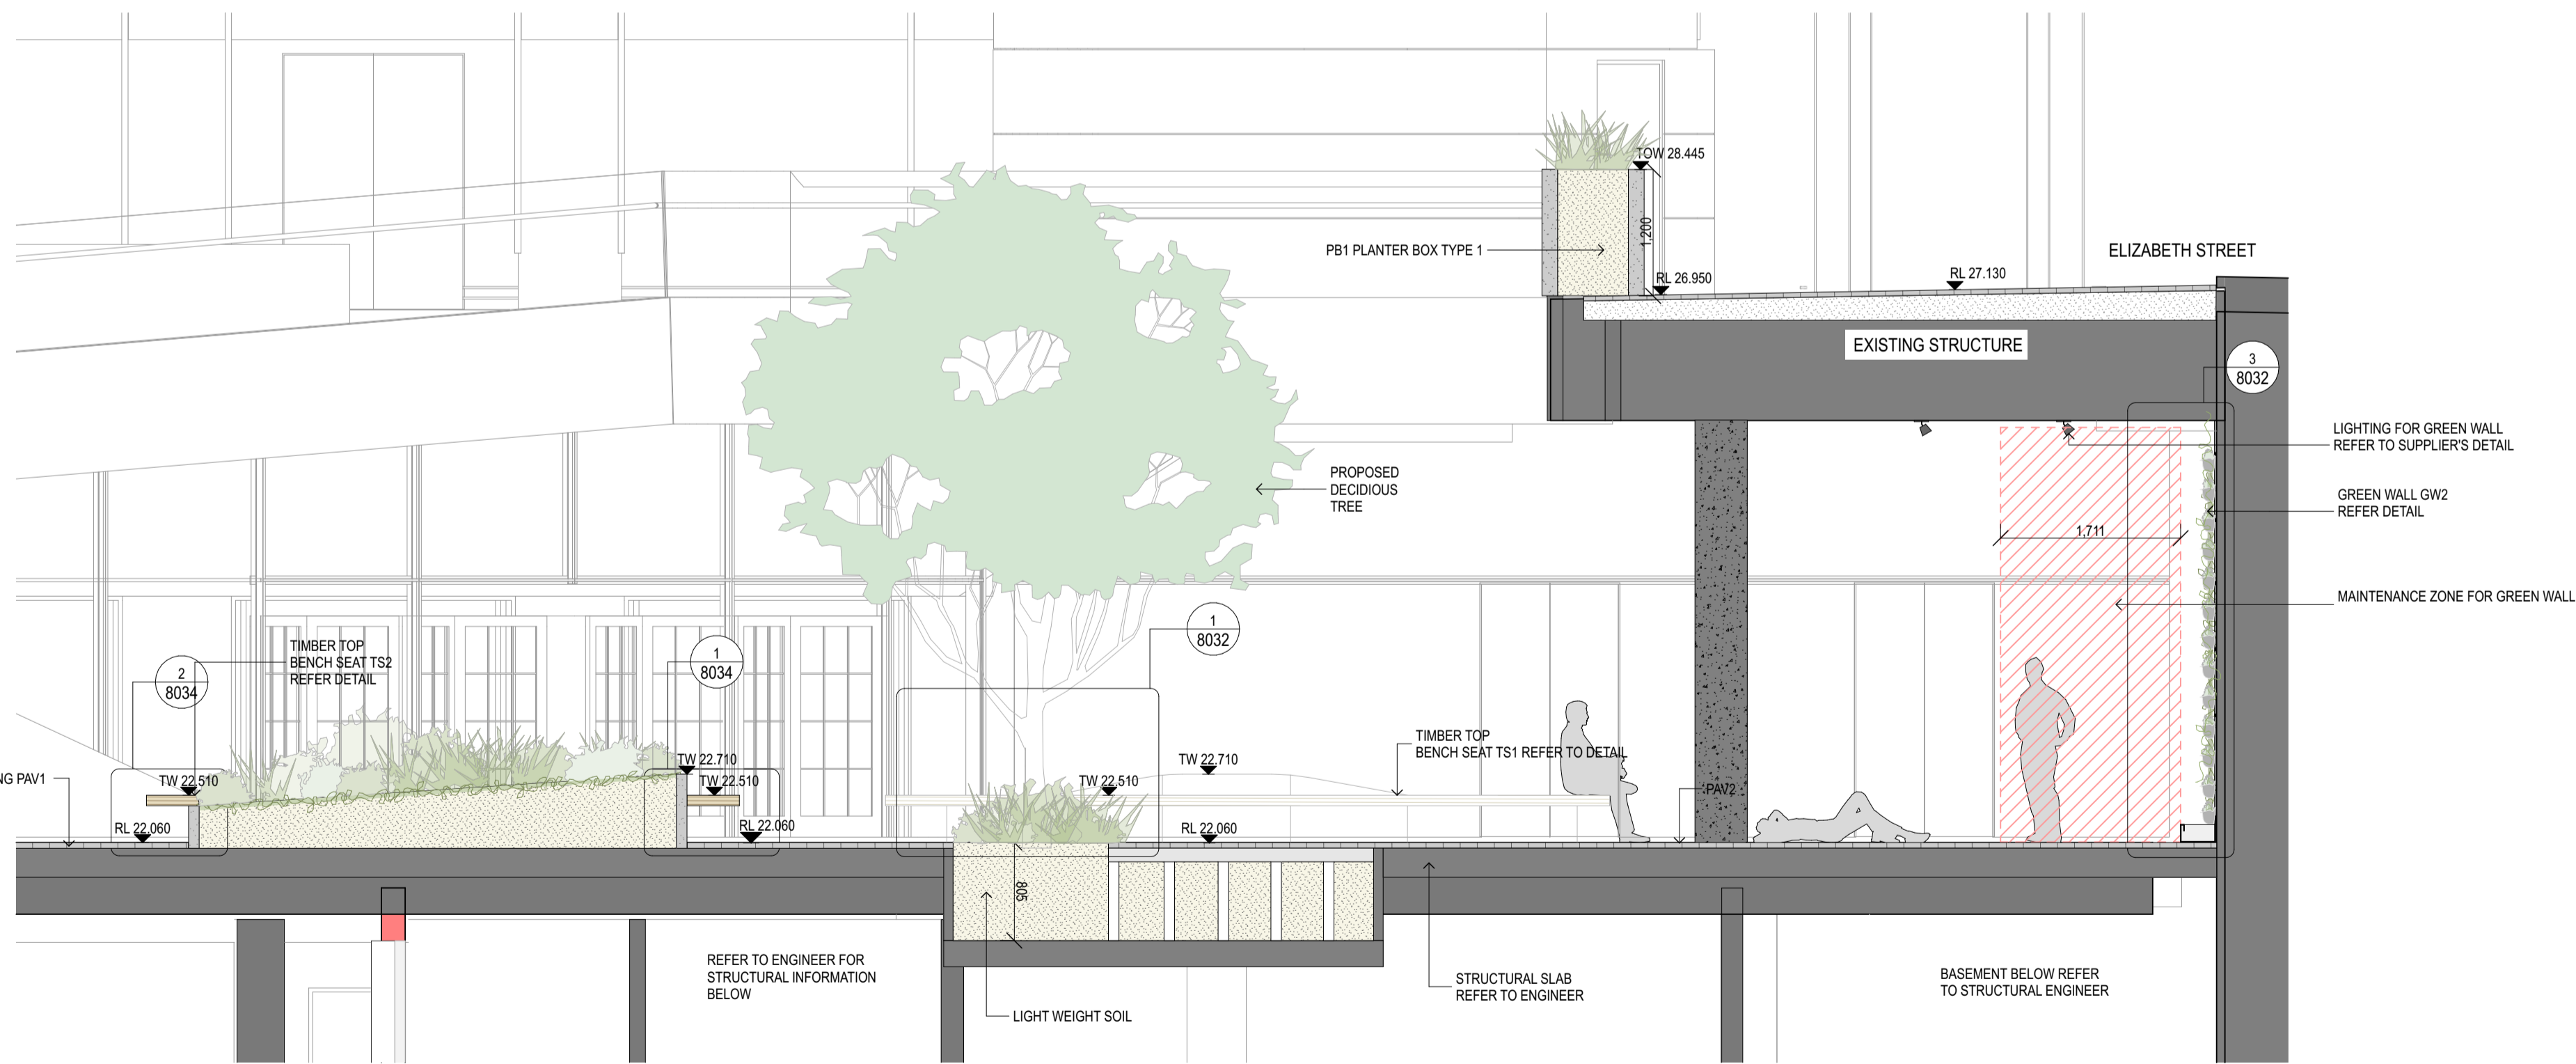 TOW 28.445
1,200
PB1 PLANTER BOX TYPE 1
RL 26.950
RL 27.130
ELIZABETH STREET
EXISTING STRUCTURE
3
8032
LIGHTING FOR GREEN WALL
REFER TO SUPPLIER'S DETAIL
PROPOSED
DECIDIOUS
TREE
GREEN WALL GW2
REFER DETAIL
1,711
MAINTENANCE ZONE FOR GREEN WALL
1
8032
TIMBER TOP
BENCH SEAT TS2
REFER DETAIL
2
8034
1
8034
TIMBER TOP
BENCH SEAT TS1 REFER TO DETAIL
NG PAV1
TW 22.510
TW 22.710
TW 22.510
TW 22.510
TW 22.710
PAV2
RL 22.060
RL 22.060
RL 22.060
805
REFER TO ENGINEER FOR
STRUCTURAL INFORMATION
BELOW
LIGHT WEIGHT SOIL
STRUCTURAL SLAB
REFER TO ENGINEER
BASEMENT BELOW REFER
TO STRUCTURAL ENGINEER